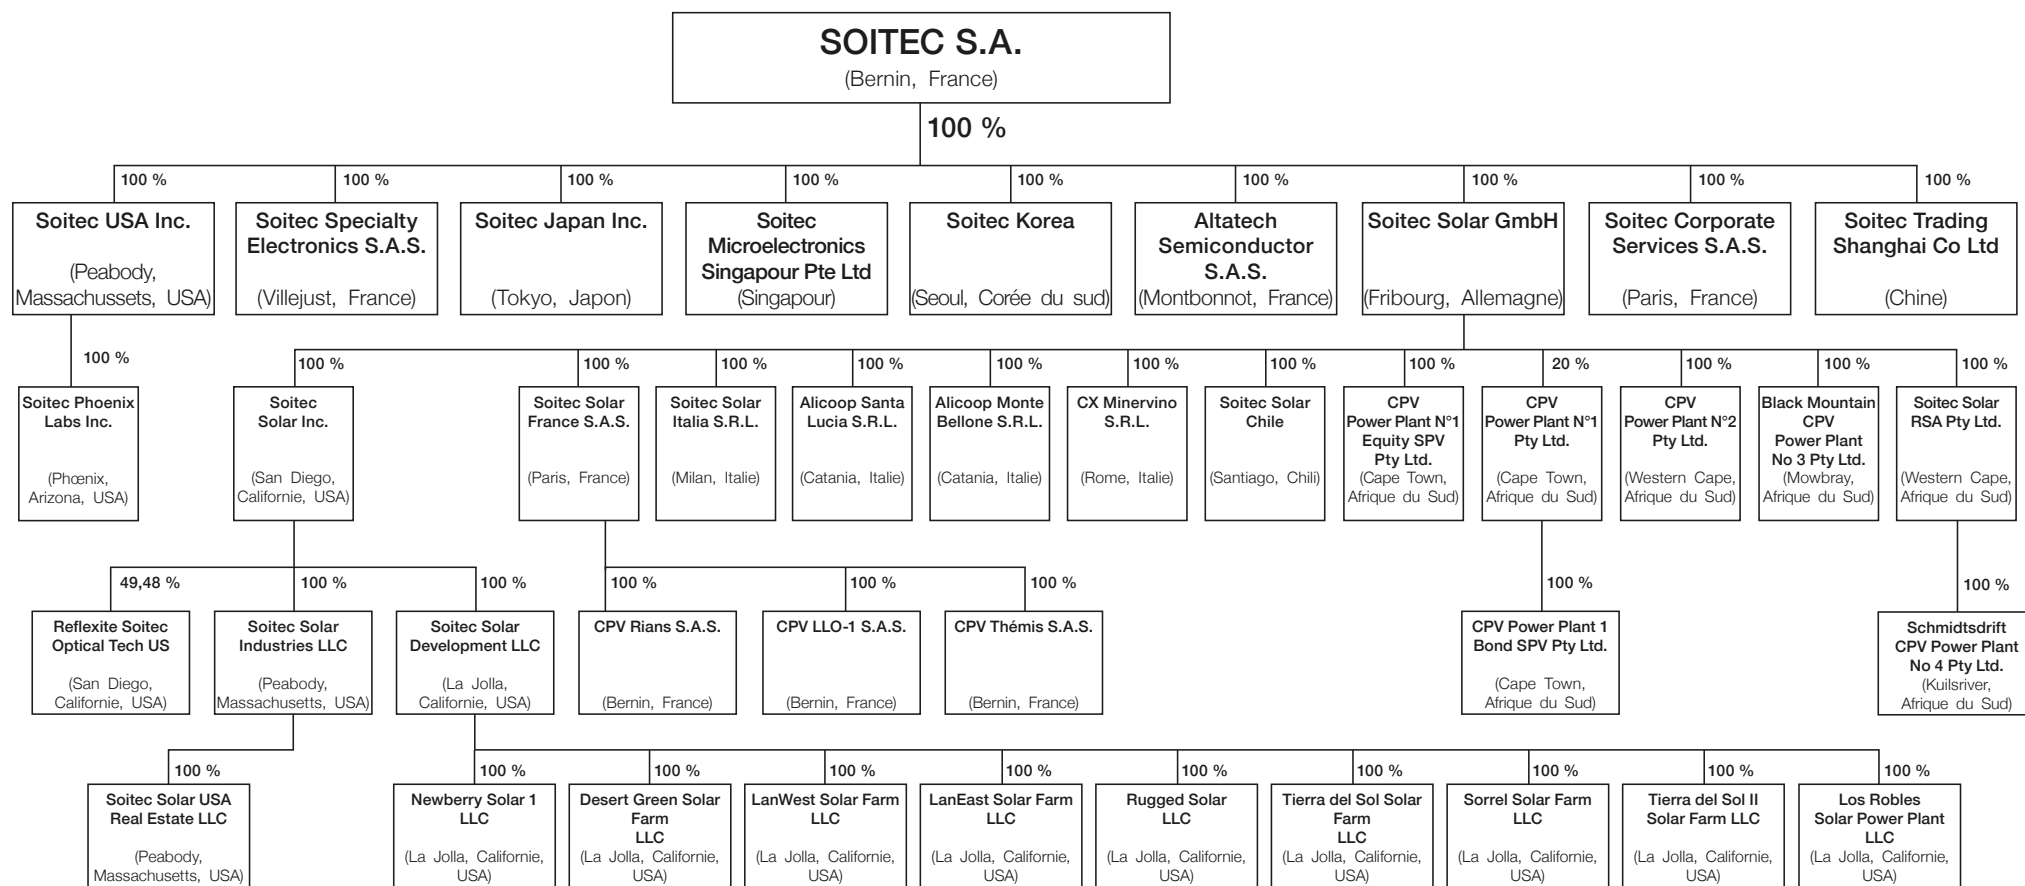 SOITEC S.A.
(Bernin, France)
100 %
100 %
100 %
100 %
100 %
100 %
100 %
100 %
100 %
100 %
Soitec USA Inc.
(Peabody,
Massachussets, USA)
Soitec Specialty
Electronics S.A.S.
(Villejust, France)
Soitec Japan Inc.
(Tokyo, Japon)
Soitec
Microelectronics
Singapour Pte Ltd
(Singapour)
Soitec Korea
(Seoul, Corée du sud)
Altatech
Semiconductor
S.A.S.
(Montbonnot, France)
Soitec Solar GmbH
(Fribourg, Allemagne)
Soitec Corporate
Services S.A.S.
(Paris, France)
Soitec Trading
Shanghai Co Ltd
(Chine)
100 %
100 %
100 %
100 %
100 %
100 %
100 %
100 %
100 %
20 %
100 %
100 %
100 %
Soitec Phoenix
Labs Inc.
(Phœnix,
Arizona, USA)
Soitec
Solar Inc.
(San Diego,
Californie, USA)
Soitec Solar
France S.A.S.
(Paris, France)
Soitec Solar
Italia S.R.L.
(Milan, Italie)
Alicoop Santa
Lucia S.R.L.
(Catania, Italie)
Alicoop Monte
Bellone S.R.L.
(Catania, Italie)
CX Minervino
S.R.L.
(Rome, Italie)
Soitec Solar
Chile
(Santiago, Chili)
CPV
Power Plant N°1
Equity SPV
Pty Ltd.
(Cape Town,
Afrique du Sud)
CPV
Power Plant N°1
Pty Ltd.
(Cape Town,
Afrique du Sud)
CPV
Power Plant N°2
Pty Ltd.
(Western Cape,
Afrique du Sud)
Black Mountain
CPV
Power Plant
No 3 Pty Ltd.
(Mowbray,
Afrique du Sud)
Soitec Solar
RSA Pty Ltd.
(Western Cape,
Afrique du Sud)
49,48 %
100 %
100 %
100 %
100 %
100 %
100 %
100 %
Reflexite Soitec
Optical Tech US
(San Diego,
Californie, USA)
Soitec Solar
Industries LLC
(Peabody,
Massachusetts, USA)
Soitec Solar
Development LLC
(La Jolla,
Californie, USA)
CPV Rians S.A.S.
(Bernin, France)
CPV LLO-1 S.A.S.
(Bernin, France)
CPV Thémis S.A.S.
(Bernin, France)
CPV Power Plant 1
Bond SPV Pty Ltd.
(Cape Town,
Afrique du Sud)
Schmidtsdrift
CPV Power Plant
No 4 Pty Ltd.
(Kuilsriver,
Afrique du Sud)
100 %
100 %
100 %
100 %
100 %
100 %
100 %
100 %
100 %
100 %
Soitec Solar USA
Real Estate LLC
(Peabody,
Massachusetts, USA)
Newberry Solar 1
LLC
(La Jolla, Californie,
USA)
Desert Green Solar
Farm
LLC
(La Jolla, Californie,
USA)
LanWest Solar Farm
LLC
(La Jolla, Californie,
USA)
LanEast Solar Farm
LLC
(La Jolla, Californie,
USA)
Rugged Solar
LLC
(La Jolla, Californie,
USA)
Tierra del Sol Solar
Farm
LLC
(La Jolla, Californie,
USA)
Sorrel Solar Farm
LLC
(La Jolla, Californie,
USA)
Tierra del Sol II
Solar Farm LLC
(La Jolla, Californie,
USA)
Los Robles
Solar Power Plant
LLC
(La Jolla, Californie,
USA)